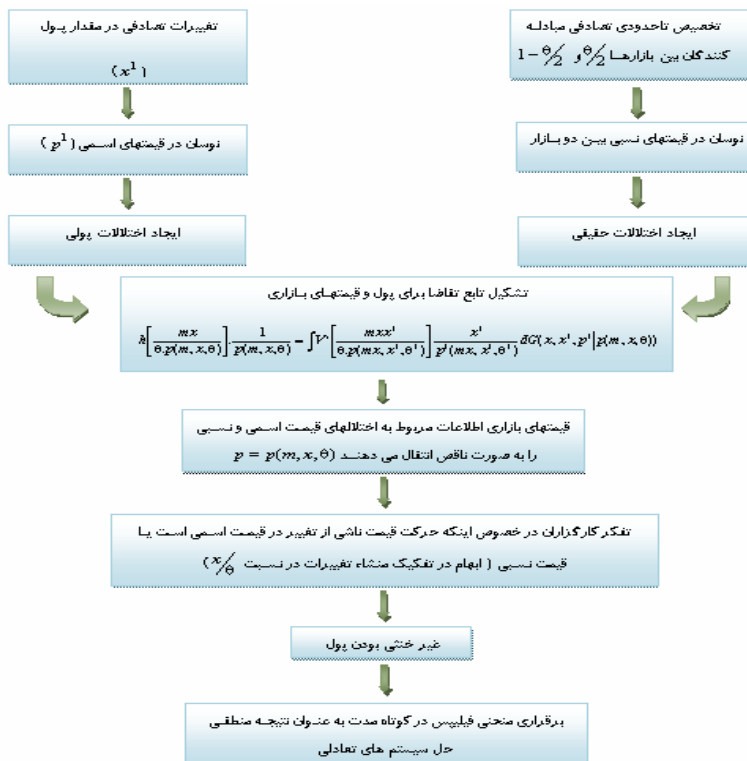 تغییرات تصادفی در مقدار پول
(x¹)
تخصیص تاحدودی تصادفی مبادله
کنندگان بین بازارها θ/2 و 1−θ/2
نوسان در قیمتهای اسمی (p¹)
نوسان در قیمتهای نسبی بین دو بازار
ایجاد اختلالات پولی
ایجاد اختلالات حقیقی
تشکیل تابع تقاضا برای پول و قیمتهای بازاری
h[mx / θ.p(m,x,θ)] . 1 / p(m,x,θ) = ∫V'[mxx' / θ.p(mx,x',θ')] x' / p'(mx,x',θ') dG(x,x',p'|p(m,x,θ))
قیمتهای بازاری اطلاعات مربوط به اختلالهای قیمت اسمی و نسبی
را به صورت ناقص انتقال می دهند p = p(m,x,θ)
تفکر کارگزاران در خصوص اینکه حرکت قیمت ناشی از تغییر در قیمت اسمی است یا
قیمت نسبی ( ابهام در تفکیک منشاء تغییرات در نسبت x/θ)
غیر خنثی بودن پول
برقراری منحنی فیلیپس در کوتاه مدت به عنوان نتیجه منطقی
حل سیستم های تعادلی